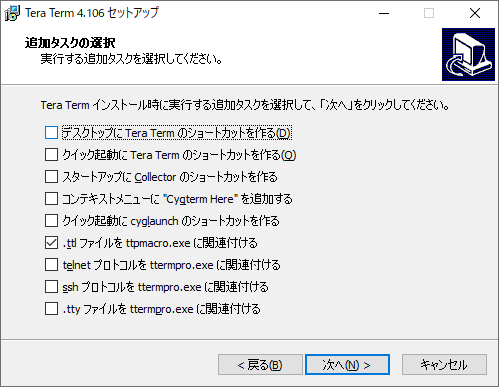 Tera Term 4.106 セットアップ
追加タスクの選択
実行する追加タスクを選択してください。
Tera Term インストール時に実行する追加タスクを選択して、「次へ」をクリックしてください。
デスクトップに Tera Term のショートカットを作る(D)
クイック起動に Tera Term のショートカットを作る(Q)
スタートアップに Collector のショートカットを作る
コンテキストメニューに "Cygterm Here" を追加する
クイック起動に cyglaunch のショートカットを作る
.ttl ファイルを ttpmacro.exe に関連付ける
telnet プロトコルを ttermpro.exe に関連付ける
ssh プロトコルを ttermpro.exe に関連付ける
.tty ファイルを ttermpro.exe に関連付ける
< 戻る(B) 次へ(N) > キャンセル